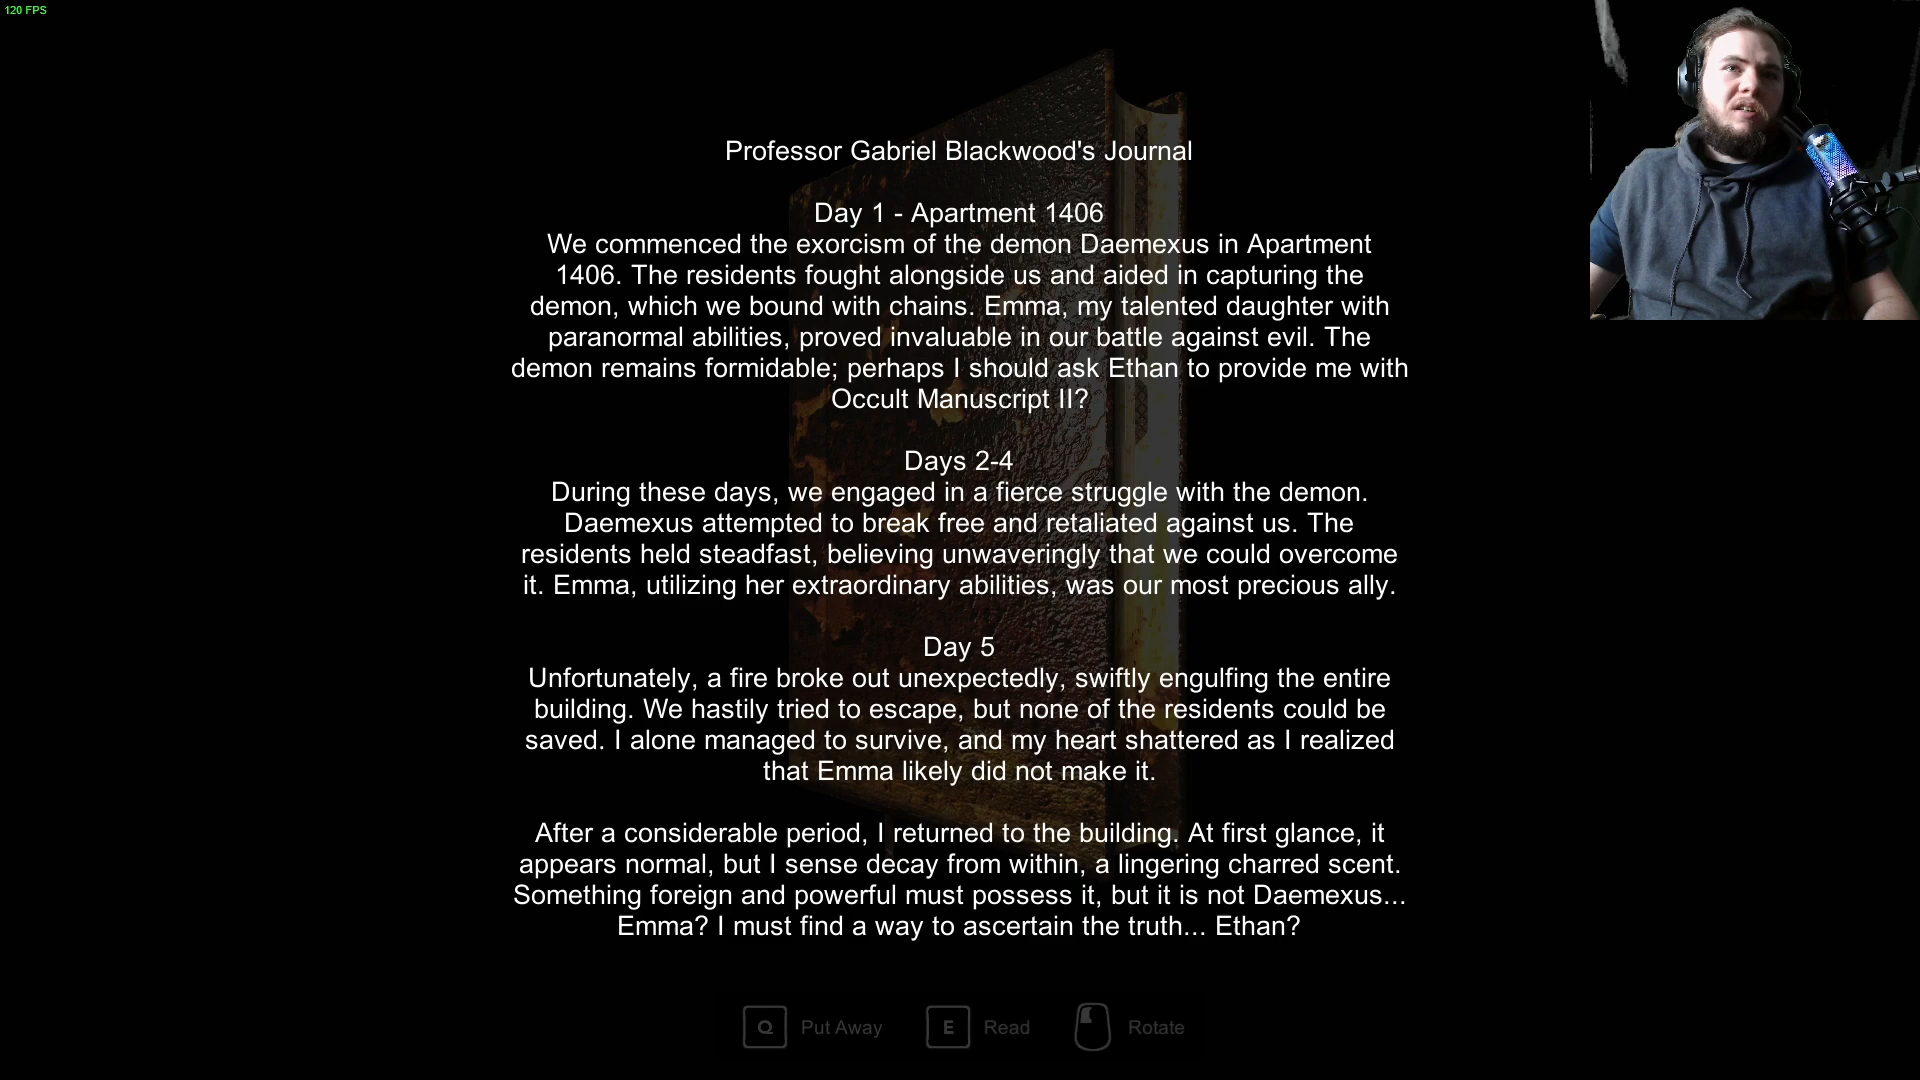 120 FPS
Professor Gabriel Blackwood's Journal
Day 1 - Apartment 1406
We commenced the exorcism of the demon Daemexus in Apartment
1406. The residents fought alongside us and aided in capturing the
demon, which we bound with chains. Emma, my talented daughter with
paranormal abilities, proved invaluable in our battle against evil. The
demon remains formidable; perhaps I should ask Ethan to provide me with
Occult Manuscript II?
Days 2-4
During these days, we engaged in a fierce struggle with the demon.
Daemexus attempted to break free and retaliated against us. The
residents held steadfast, believing unwaveringly that we could overcome
it. Emma, utilizing her extraordinary abilities, was our most precious ally.
Day 5
Unfortunately, a fire broke out unexpectedly, swiftly engulfing the entire
building. We hastily tried to escape, but none of the residents could be
saved. I alone managed to survive, and my heart shattered as I realized
that Emma likely did not make it.
After a considerable period, I returned to the building. At first glance, it
appears normal, but I sense decay from within, a lingering charred scent.
Something foreign and powerful must possess it, but it is not Daemexus...
Emma? I must find a way to ascertain the truth... Ethan?
Q Put Away E Read Rotate